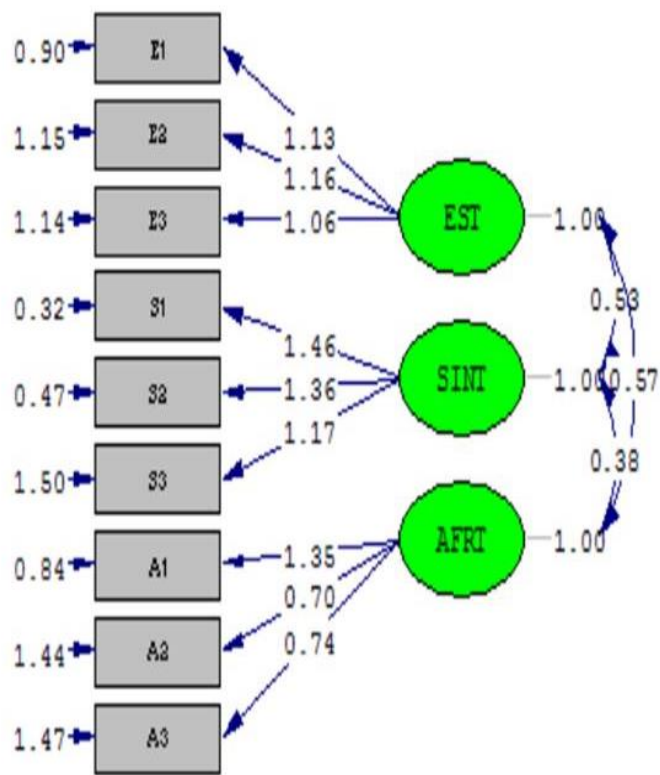 0.90 E1
1.15 E2 1.13
1.16
1.14 E3 1.06 EST 1.00
0.32 S1 0.53
1.46
0.47 S2 1.36 SINT 1.00 0.57
1.17
1.50 S3 0.38
0.84 A1 1.35 AFRT 1.00
0.70
1.44 A2 0.74
1.47 A3